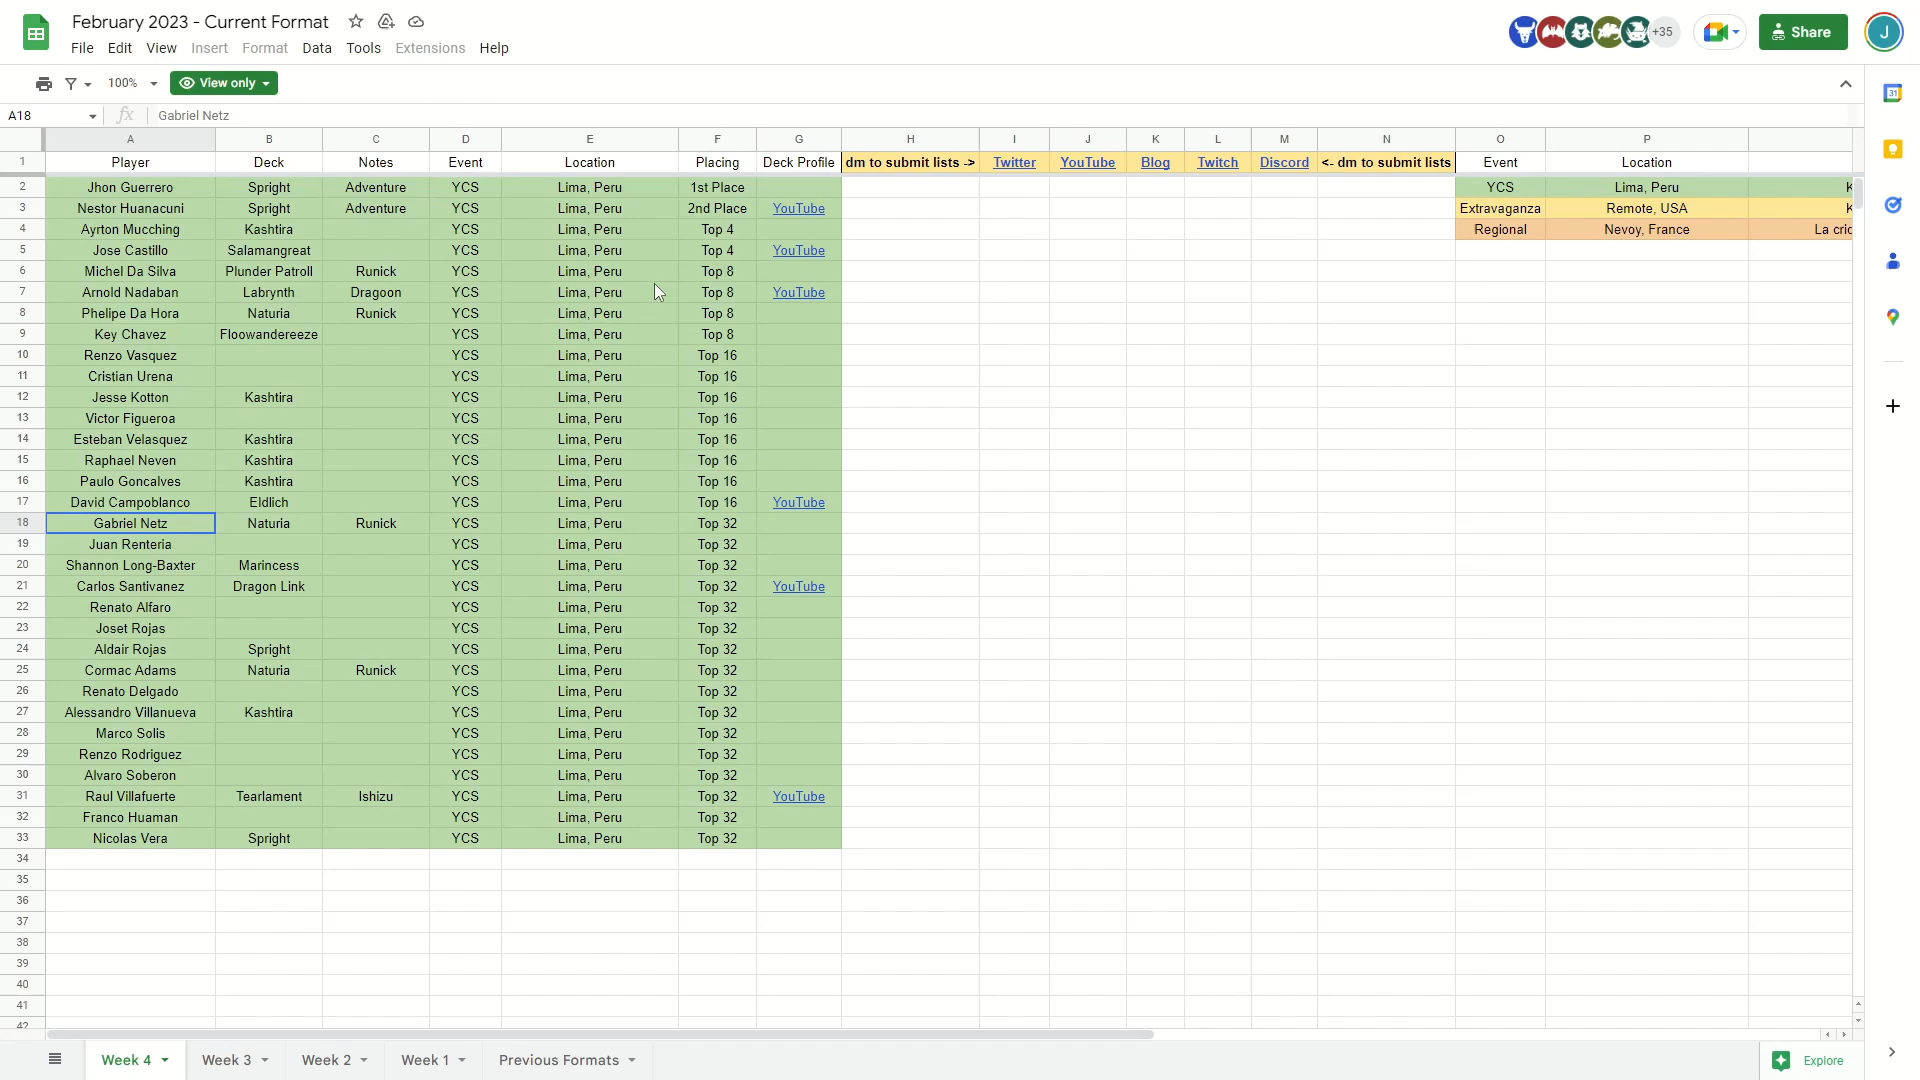 February 2023 - Current Format
File Edit View Insert Format Data Tools Extensions Help
+35
Share
J
100%
View only
A18 fx Gabriel Netz
A B C D E F G H I J K L M N O P
1 Player Deck Notes Event Location Placing Deck Profile dm to submit lists -> Twitter YouTube Blog Twitch Discord <- dm to submit lists Event Location
2 Jhon Guerrero Spright Adventure YCS Lima, Peru 1st Place YCS Lima, Peru K
3 Nestor Huanacuni Spright Adventure YCS Lima, Peru 2nd Place YouTube Extravaganza Remote, USA K
4 Ayrton Mucching Kashtira YCS Lima, Peru Top 4 Regional Nevoy, France La cric
5 Jose Castillo Salamangreat YCS Lima, Peru Top 4 YouTube
6 Michel Da Silva Plunder Patroll Runick YCS Lima, Peru Top 8
7 Arnold Nadaban Labrynth Dragoon YCS Lima, Peru Top 8 YouTube
8 Phelipe Da Hora Naturia Runick YCS Lima, Peru Top 8
9 Key Chavez Floowandereeze YCS Lima, Peru Top 8
10 Renzo Vasquez YCS Lima, Peru Top 16
11 Cristian Urena YCS Lima, Peru Top 16
12 Jesse Kotton Kashtira YCS Lima, Peru Top 16
13 Victor Figueroa YCS Lima, Peru Top 16
14 Esteban Velasquez Kashtira YCS Lima, Peru Top 16
15 Raphael Neven Kashtira YCS Lima, Peru Top 16
16 Paulo Goncalves Kashtira YCS Lima, Peru Top 16
17 David Campoblanco Eldlich YCS Lima, Peru Top 16 YouTube
18 Gabriel Netz Naturia Runick YCS Lima, Peru Top 32
19 Juan Renteria YCS Lima, Peru Top 32
20 Shannon Long-Baxter Marincess YCS Lima, Peru Top 32
21 Carlos Santivanez Dragon Link YCS Lima, Peru Top 32 YouTube
22 Renato Alfaro YCS Lima, Peru Top 32
23 Joset Rojas YCS Lima, Peru Top 32
24 Aldair Rojas Spright YCS Lima, Peru Top 32
25 Cormac Adams Naturia Runick YCS Lima, Peru Top 32
26 Renato Delgado YCS Lima, Peru Top 32
27 Alessandro Villanueva Kashtira YCS Lima, Peru Top 32
28 Marco Solis YCS Lima, Peru Top 32
29 Renzo Rodriguez YCS Lima, Peru Top 32
30 Alvaro Soberon YCS Lima, Peru Top 32
31 Raul Villafuerte Tearlament Ishizu YCS Lima, Peru Top 32 YouTube
32 Franco Huaman YCS Lima, Peru Top 32
33 Nicolas Vera Spright YCS Lima, Peru Top 32
34
35
36
37
38
39
40
41
42
Week 4 Week 3 Week 2 Week 1 Previous Formats Explore